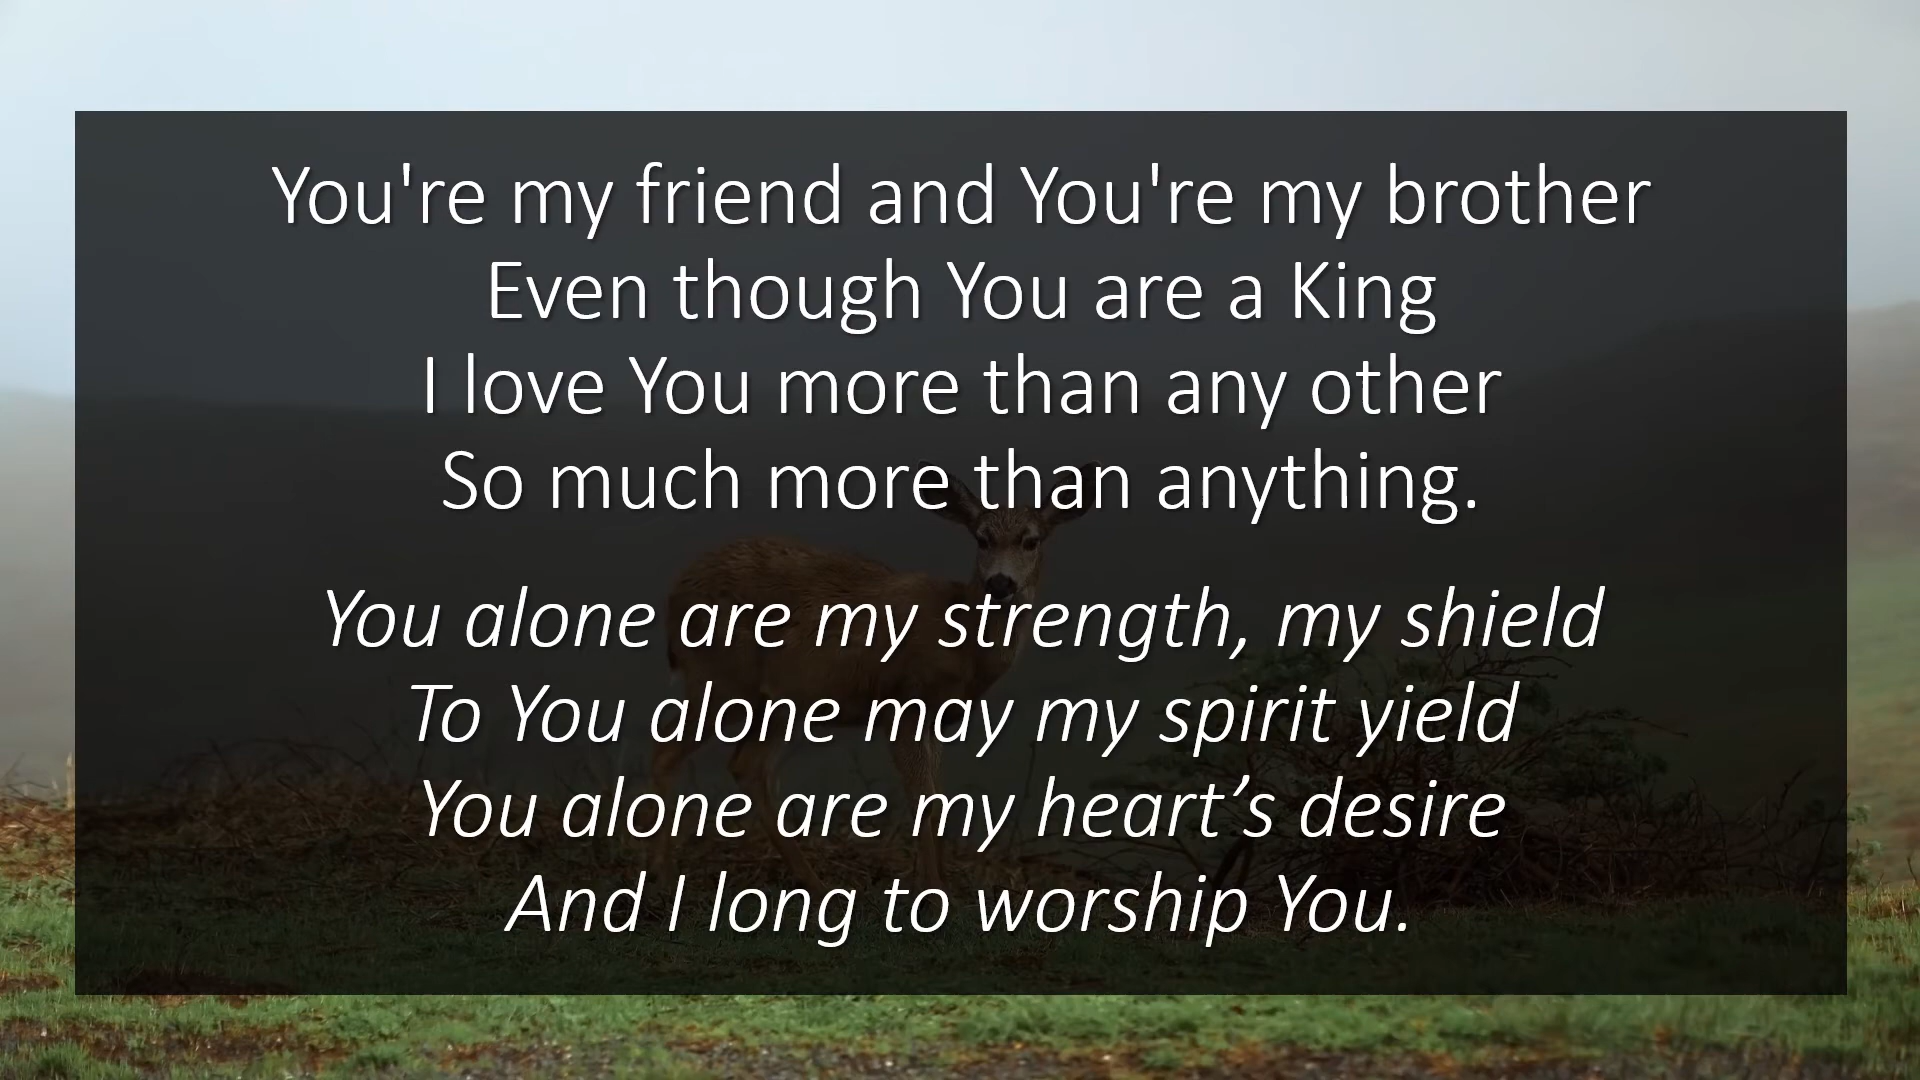 You're my friend and You're my brother
Even though You are a King
I love You more than any other
So much more than anything.
You alone are my strength, my shield
To You alone may my spirit yield
You alone are my heart’s desire
And I long to worship You.